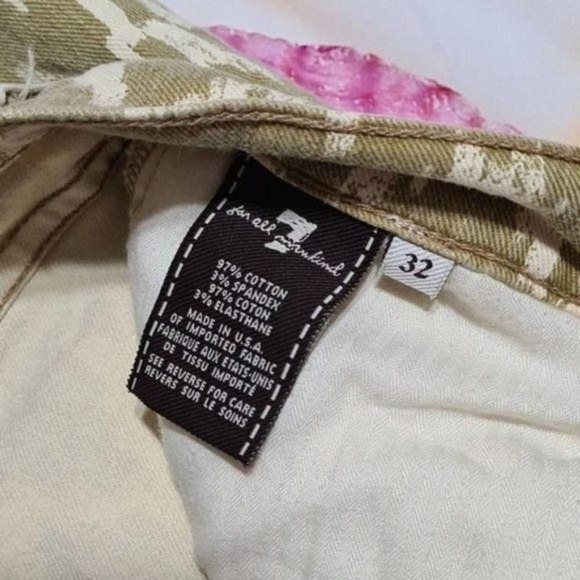 7
for all mankind
97% COTTON
3% SPANDEX
97% COTON
3% ELASTHANE
MADE IN U.S.A.
OF IMPORTED FABRIC
FABRIQUE AUX ETATS-UNIS
DE TISSU IMPORTÉ
SEE REVERSE FOR CARE
REVERS SUR LE SOINS
32